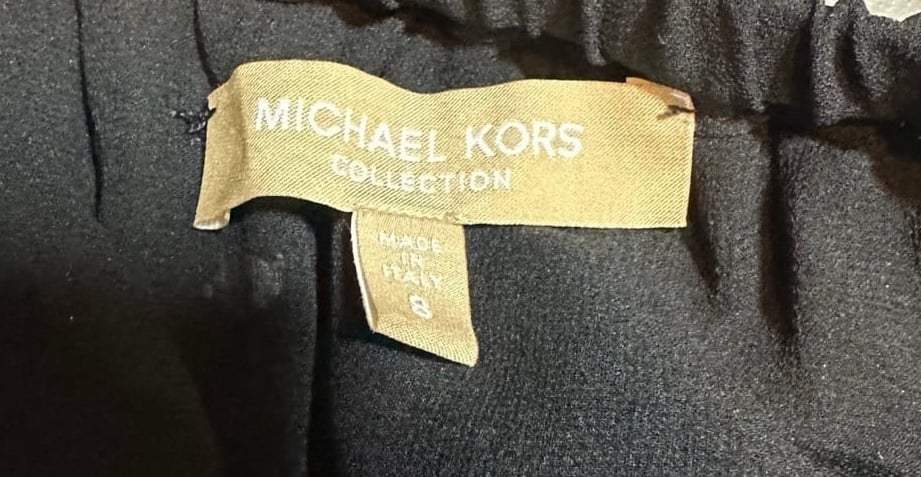 MICHAEL KORS
COLLECTION
MADE
IN
ITALY
8